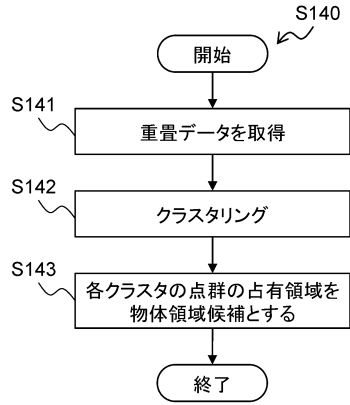 S140
開始
S141
重畳データを取得
S142
クラスタリング
S143
各クラスタの点群の占有領域を
物体領域候補とする
終了